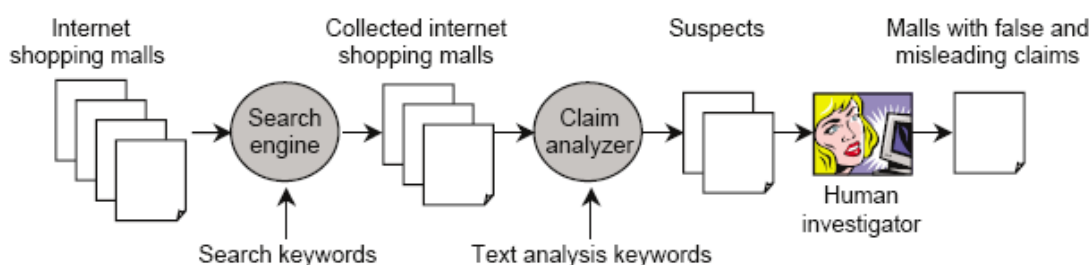 Internet
shopping malls
Collected internet
shopping malls
Suspects
Malls with false and
misleading claims
Search
engine
Claim
analyzer
Human
investigator
Search keywords
Text analysis keywords